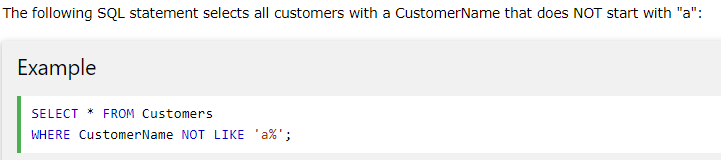 The following SQL statement selects all customers with a CustomerName that does NOT start with "a":
Example
SELECT * FROM Customers
WHERE CustomerName NOT LIKE 'a%';